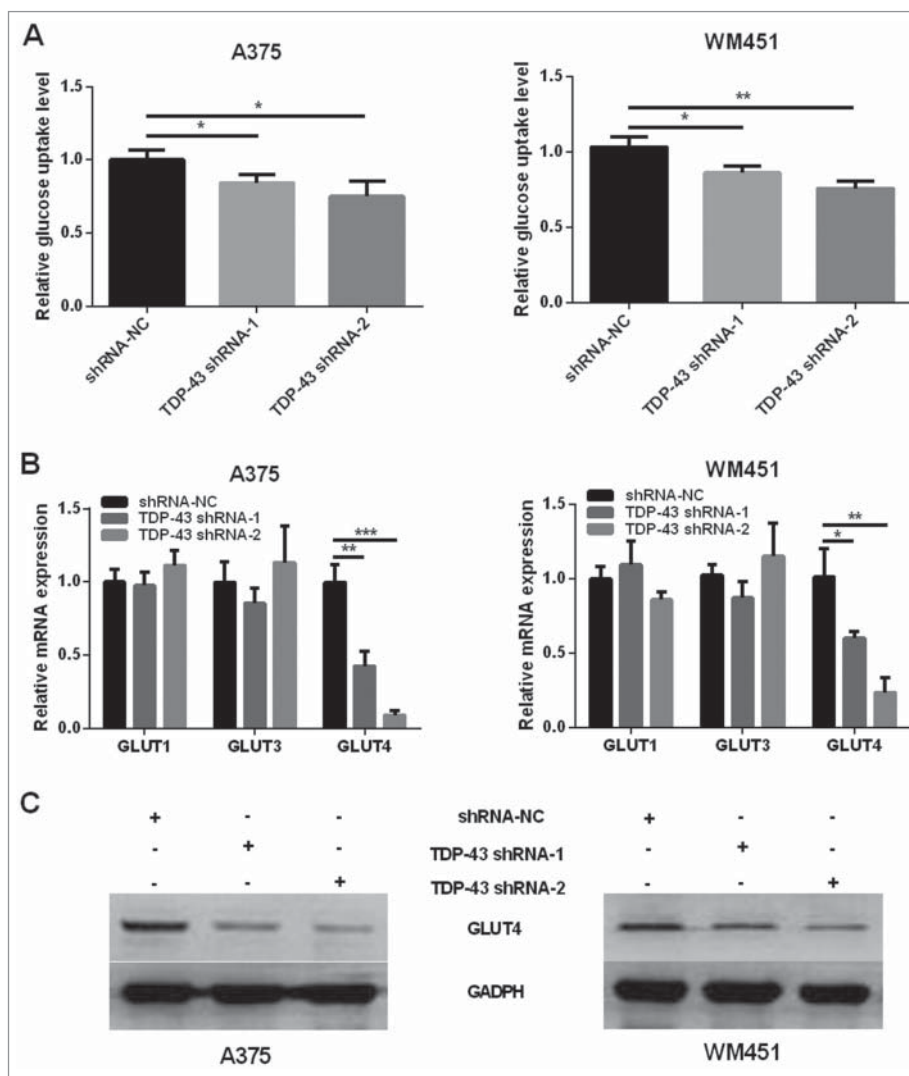 A
A375
Relative glucose uptake level
1.5
1.0
0.5
0.0
*
*
shRNA-NC
TDP-43 shRNA-1
TDP-43 shRNA-2
WM451
Relative glucose uptake level
1.5
1.0
0.5
0.0
**
*
shRNA-NC
TDP-43 shRNA-1
TDP-43 shRNA-2
B
A375
shRNA-NC
TDP-43 shRNA-1
TDP-43 shRNA-2
Relative mRNA expression
1.5
1.0
0.5
0.0
***
**
GLUT1 GLUT3 GLUT4
WM451
shRNA-NC
TDP-43 shRNA-1
TDP-43 shRNA-2
Relative mRNA expression
1.5
1.0
0.5
0.0
**
*
GLUT1 GLUT3 GLUT4
C
+ - - shRNA-NC + - -
- + - TDP-43 shRNA-1 - + -
- - + TDP-43 shRNA-2 - - +
GLUT4
GADPH
A375 WM451